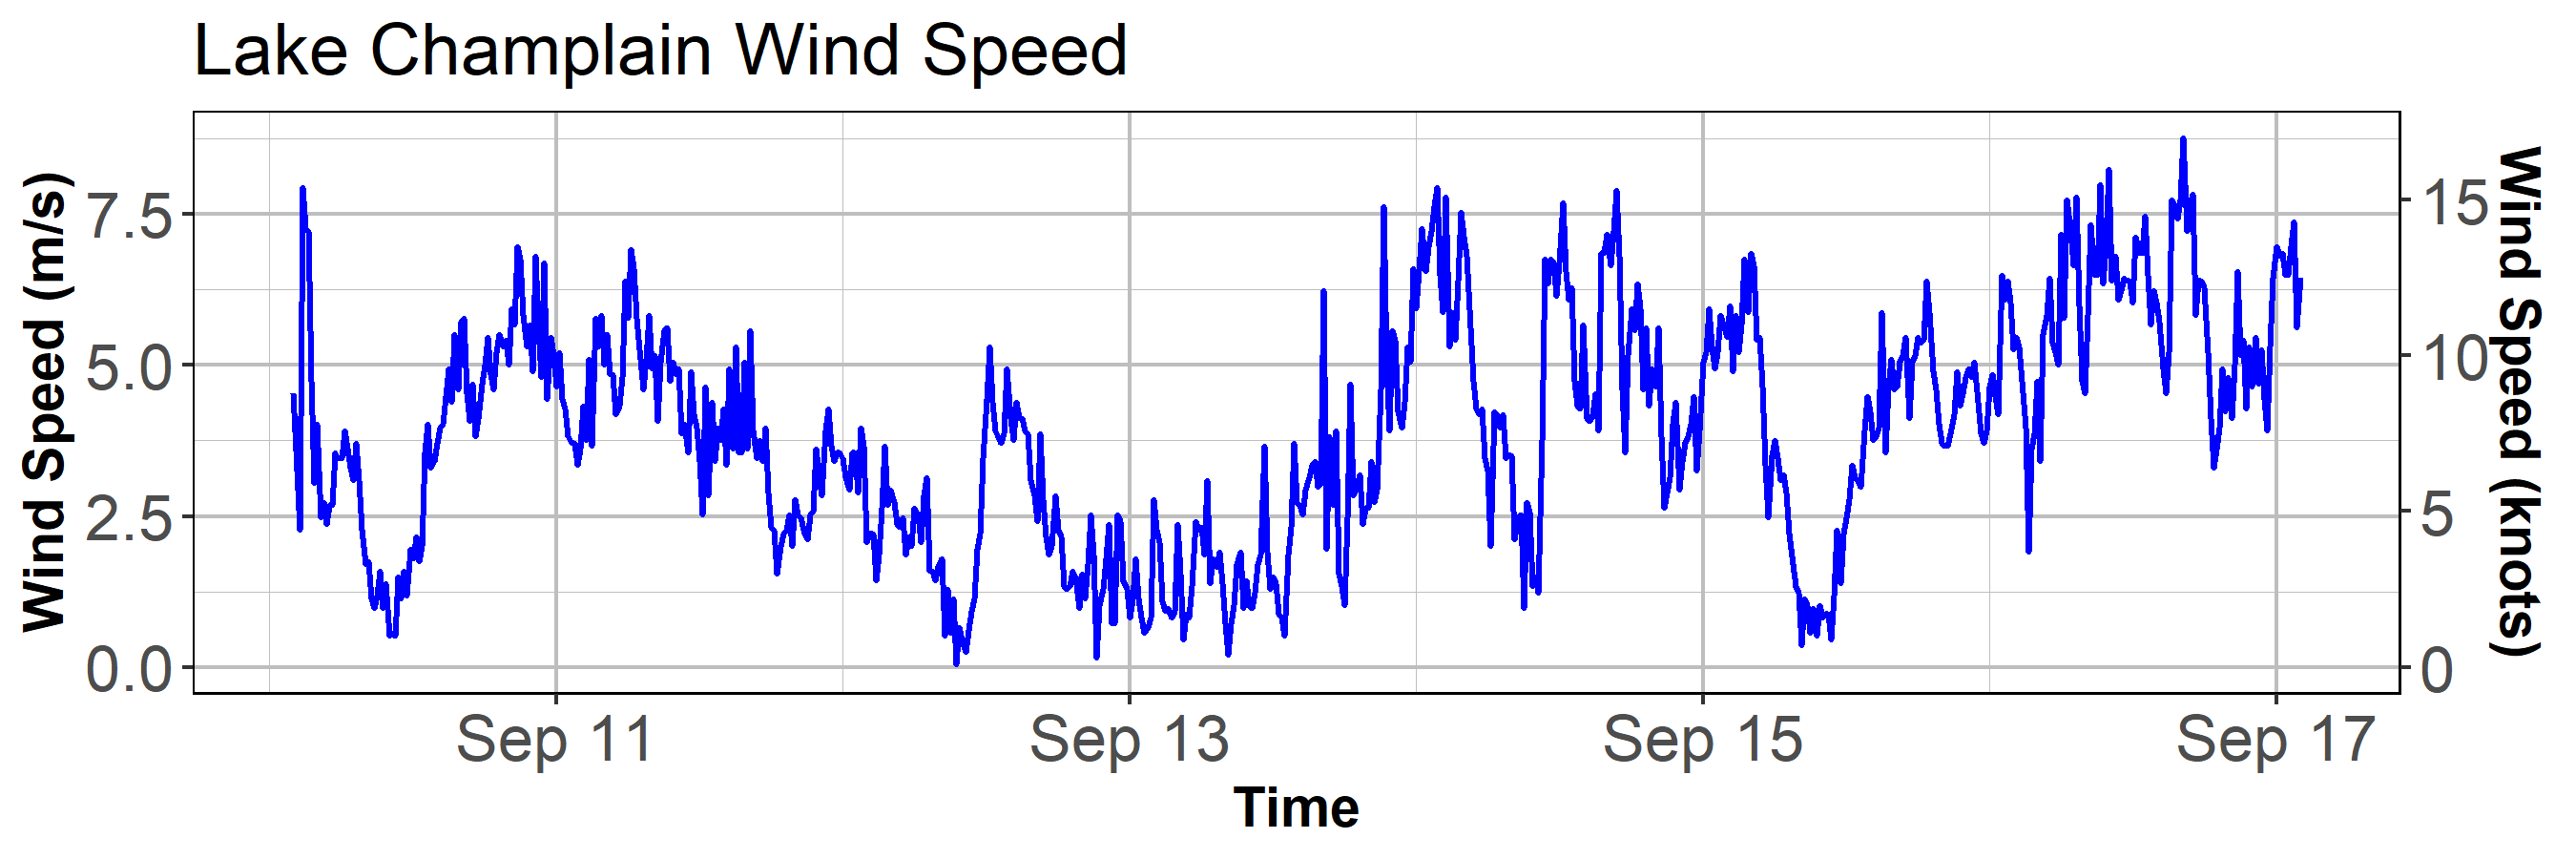 Lake Champlain Wind Speed
Wind Speed (m/s)
7.5
5.0
2.5
0.0
15
10
5
0
Wind Speed (knots)
Sep 11
Sep 13
Sep 15
Sep 17
Time